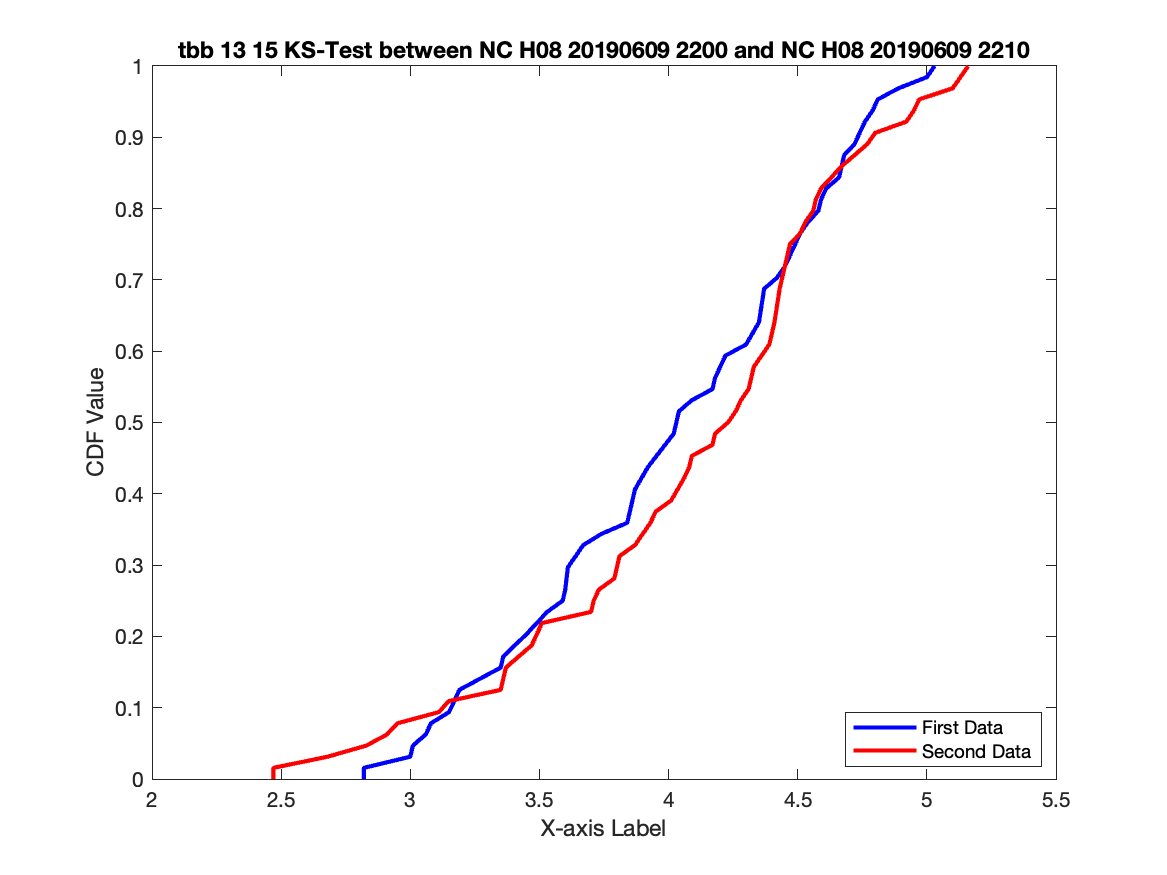 tbb 13 15 KS-Test between NC H08 20190609 2200 and NC H08 20190609 2210
1
0.9
0.8
0.7
0.6
0.5
0.4
0.3
0.2
0.1
0
CDF Value
First Data
Second Data
2 2.5 3 3.5 4 4.5 5 5.5
X-axis Label